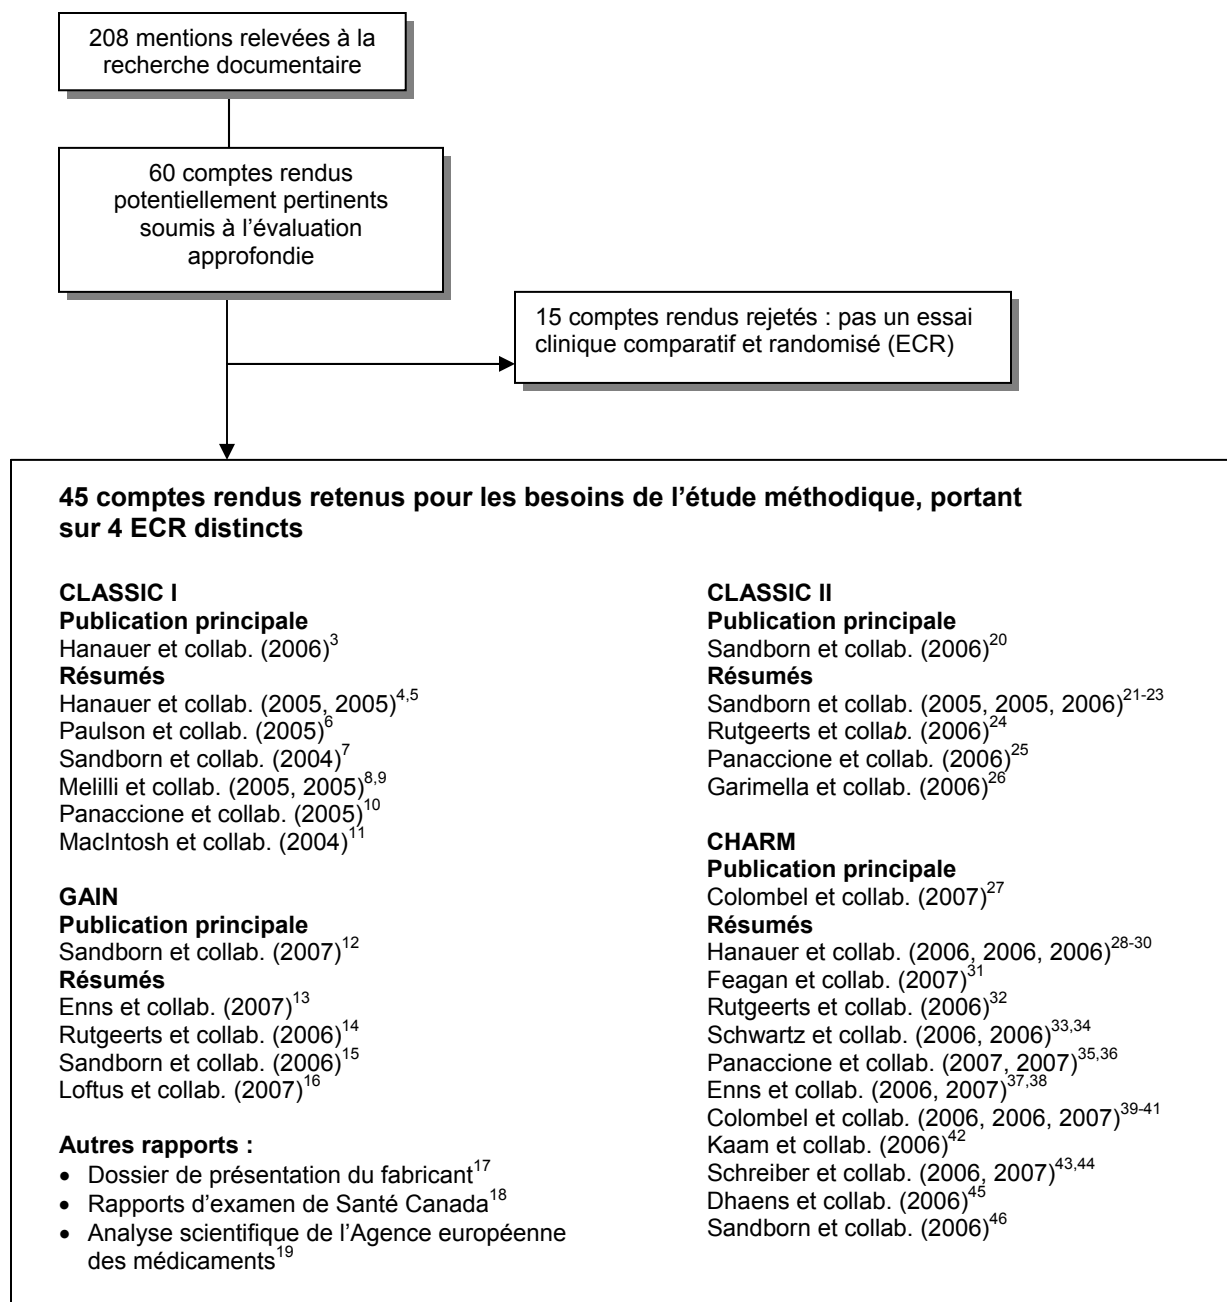 208 mentions relevées à la
recherche documentaire
60 comptes rendus
potentiellement pertinents
soumis à l’évaluation
approfondie
15 comptes rendus rejetés : pas un essai
clinique comparatif et randomisé (ECR)
45 comptes rendus retenus pour les besoins de l’étude méthodique, portant
sur 4 ECR distincts
CLASSIC I
Publication principale
Hanauer et collab. (2006)3
Résumés
Hanauer et collab. (2005, 2005)4,5
Paulson et collab. (2005)6
Sandborn et collab. (2004)7
Melilli et collab. (2005, 2005)8,9
Panaccione et collab. (2005)10
MacIntosh et collab. (2004)11
GAIN
Publication principale
Sandborn et collab. (2007)12
Résumés
Enns et collab. (2007)13
Rutgeerts et collab. (2006)14
Sandborn et collab. (2006)15
Loftus et collab. (2007)16
Autres rapports :
• Dossier de présentation du fabricant17
• Rapports d’examen de Santé Canada18
• Analyse scientifique de l’Agence européenne
des médicaments19
CLASSIC II
Publication principale
Sandborn et collab. (2006)20
Résumés
Sandborn et collab. (2005, 2005, 2006)21-23
Rutgeerts et collab. (2006)24
Panaccione et collab. (2006)25
Garimella et collab. (2006)26
CHARM
Publication principale
Colombel et collab. (2007)27
Résumés
Hanauer et collab. (2006, 2006, 2006)28-30
Feagan et collab. (2007)31
Rutgeerts et collab. (2006)32
Schwartz et collab. (2006, 2006)33,34
Panaccione et collab. (2007, 2007)35,36
Enns et collab. (2006, 2007)37,38
Colombel et collab. (2006, 2006, 2007)39-41
Kaam et collab. (2006)42
Schreiber et collab. (2006, 2007)43,44
Dhaens et collab. (2006)45
Sandborn et collab. (2006)46